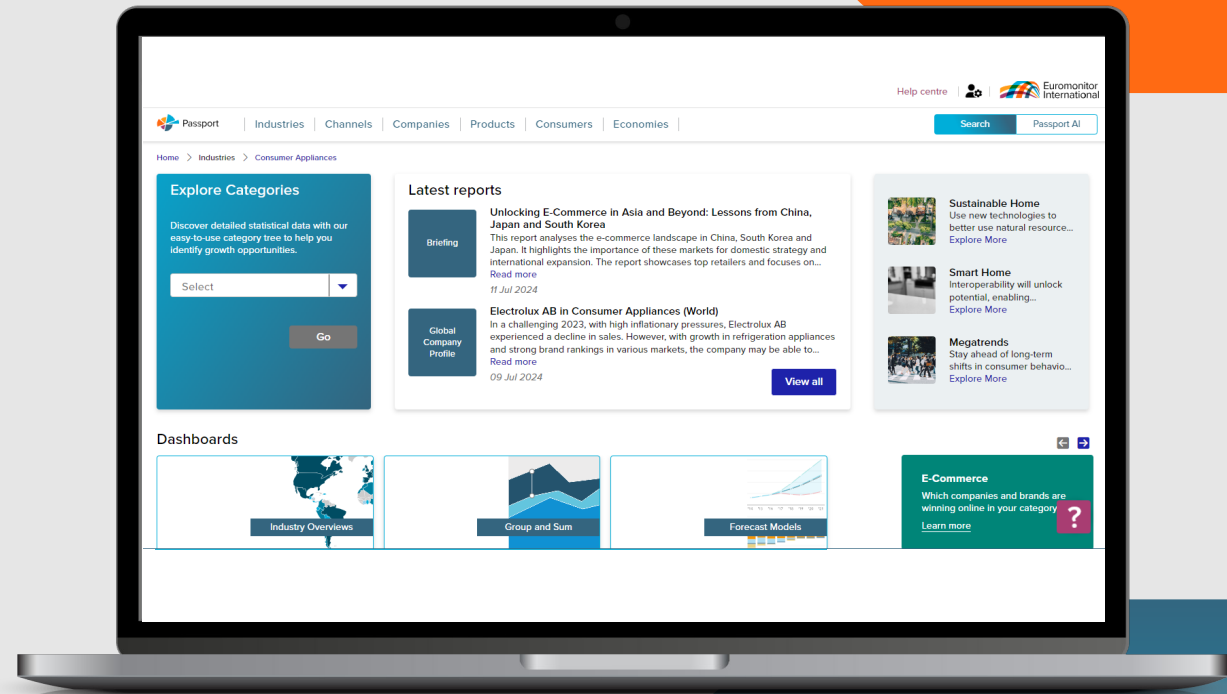 Help centre
Euromonitor
International
Passport
Industries
Channels
Companies
Products
Consumers
Economies
Search
Passport AI
Home > Industries > Consumer Appliances
Explore Categories
Discover detailed statistical data with our
easy-to-use category tree to help you
identify growth opportunities.
Select
Go
Latest reports
Briefing
Unlocking E-Commerce in Asia and Beyond: Lessons from China,
Japan and South Korea
This report analyses the e-commerce landscape in China, South Korea and
Japan. It highlights the importance of these markets for domestic strategy and
international expansion. The report showcases top retailers and focuses on...
Read more
11 Jul 2024
Global
Company
Profile
Electrolux AB in Consumer Appliances (World)
In a challenging 2023, with high inflationary pressures, Electrolux AB
experienced a decline in sales. However, with growth in refrigeration appliances
and strong brand rankings in various markets, the company may be able to...
Read more
09 Jul 2024
View all
Sustainable Home
Use new technologies to
better use natural resource...
Explore More
Smart Home
Interoperability will unlock
potential, enabling...
Explore More
Megatrends
Stay ahead of long-term
shifts in consumer behavio...
Explore More
Dashboards
Industry Overviews
Group and Sum
Forecast Models
E-Commerce
Which companies and brands are
winning online in your category
Learn more
?